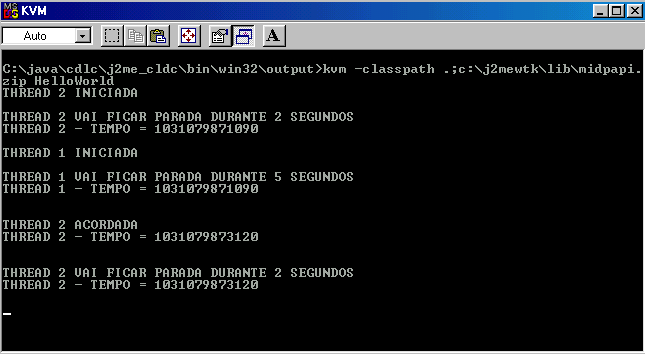 MS DOS KVM
Auto A
C:\java\cdlc\j2me_cldc\bin\win32\output>kvm -classpath .;c:\j2mewtk\lib\midpapi.
zip HelloWorld
THREAD 2 INICIADA
THREAD 2 VAI FICAR PARADA DURANTE 2 SEGUNDOS
THREAD 2 - TEMPO = 1031079871090
THREAD 1 INICIADA
THREAD 1 VAI FICAR PARADA DURANTE 5 SEGUNDOS
THREAD 1 - TEMPO = 1031079871090
THREAD 2 ACORDADA
THREAD 2 - TEMPO = 1031079873120
THREAD 2 VAI FICAR PARADA DURANTE 2 SEGUNDOS
THREAD 2 - TEMPO = 1031079873120